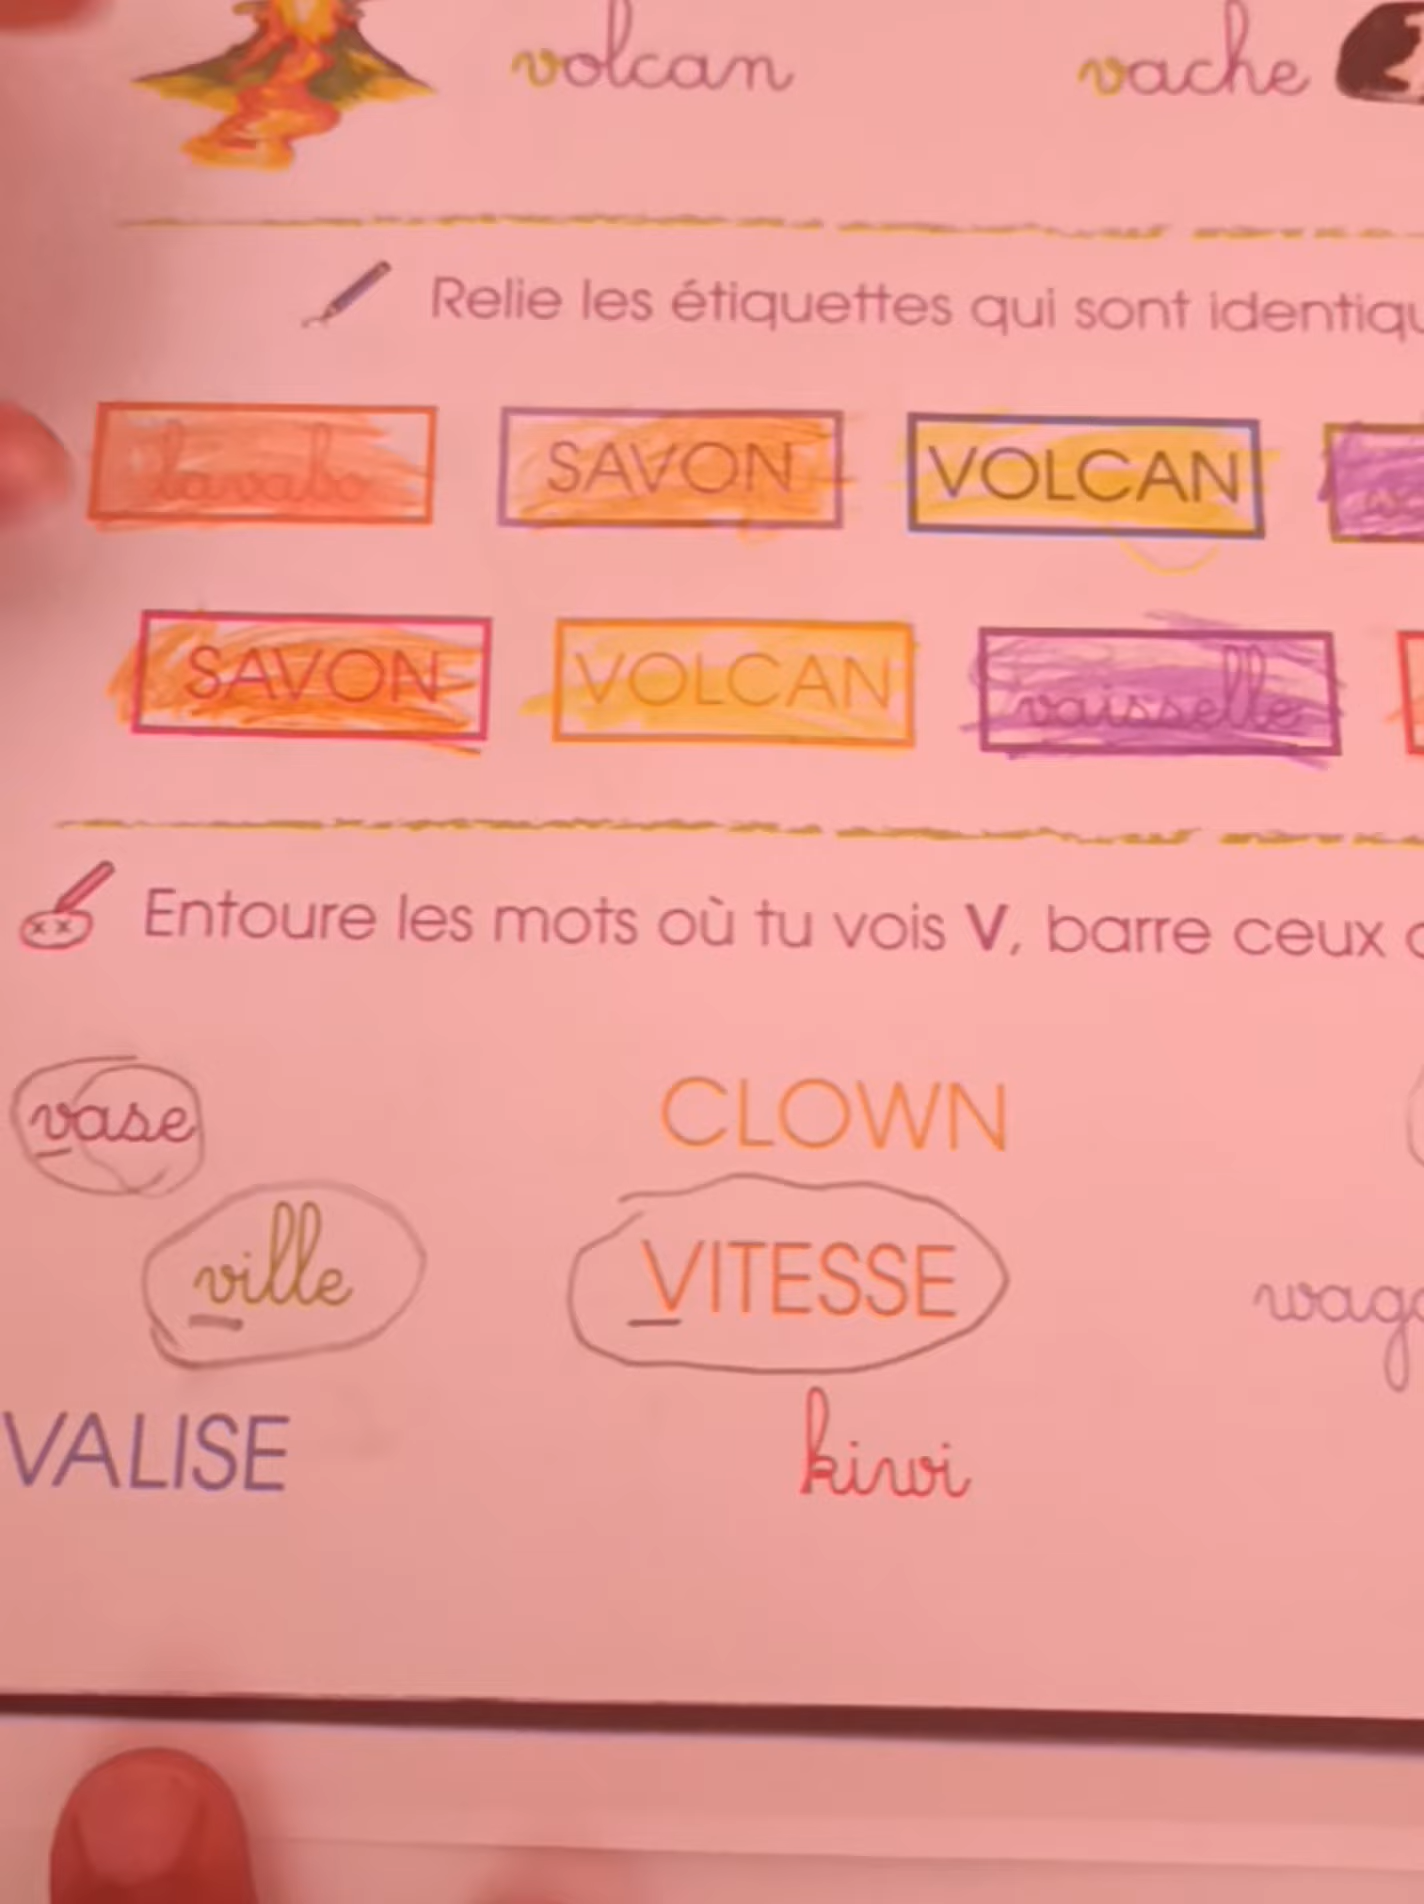 volcan vache
Relie les étiquettes qui sont
lavabo SAVON VOLCAN
SAVON VOLCAN vaisselle
Entoure les mots où tu vois V, barre ceux
vase CLOWN
ville VITESSE
VALISE kiwi